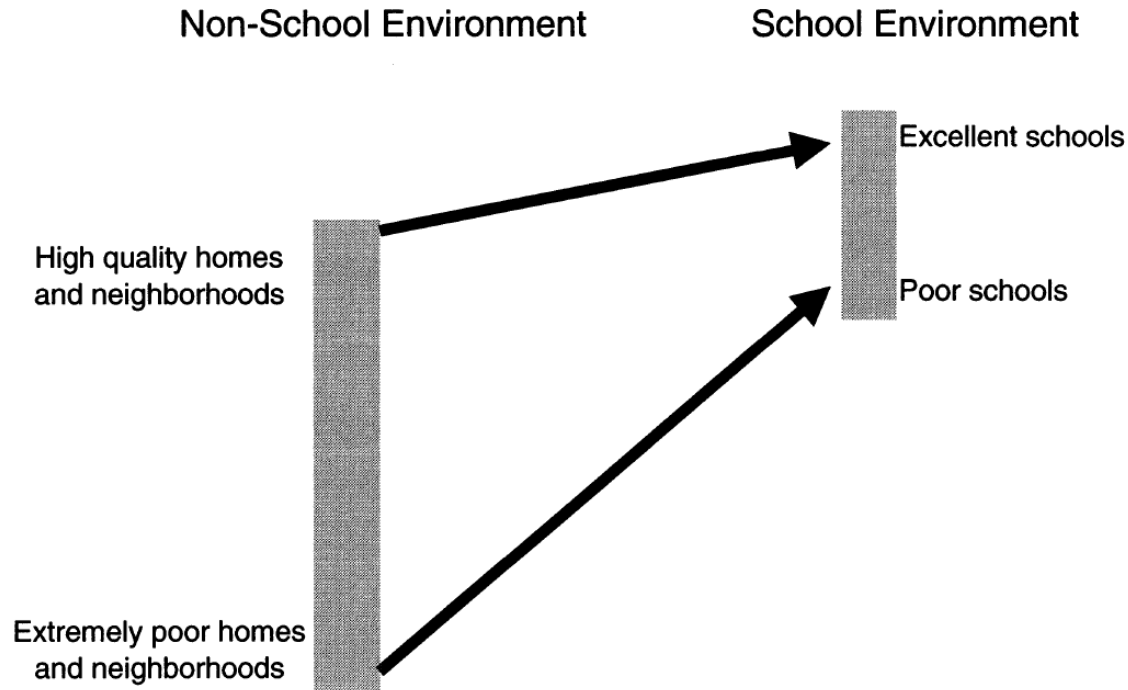 Non-School Environment
School Environment
Excellent schools
High quality homes
and neighborhoods
Poor schools
Extremely poor homes
and neighborhoods